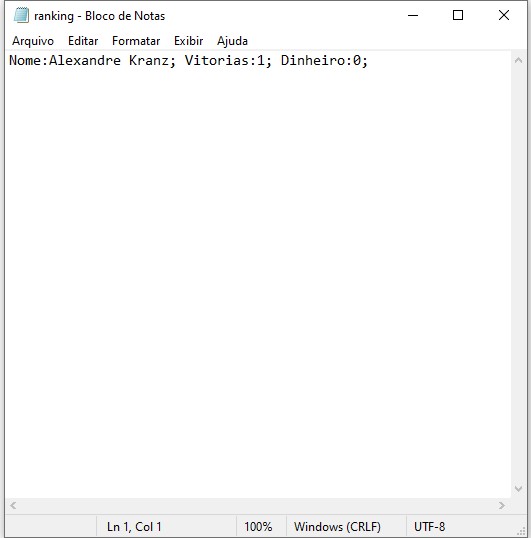 ranking - Bloco de Notas
Arquivo Editar Formatar Exibir Ajuda
Nome:Alexandre Kranz; Vitorias:1; Dinheiro:0;
Ln 1, Col 1 100% Windows (CRLF) UTF-8